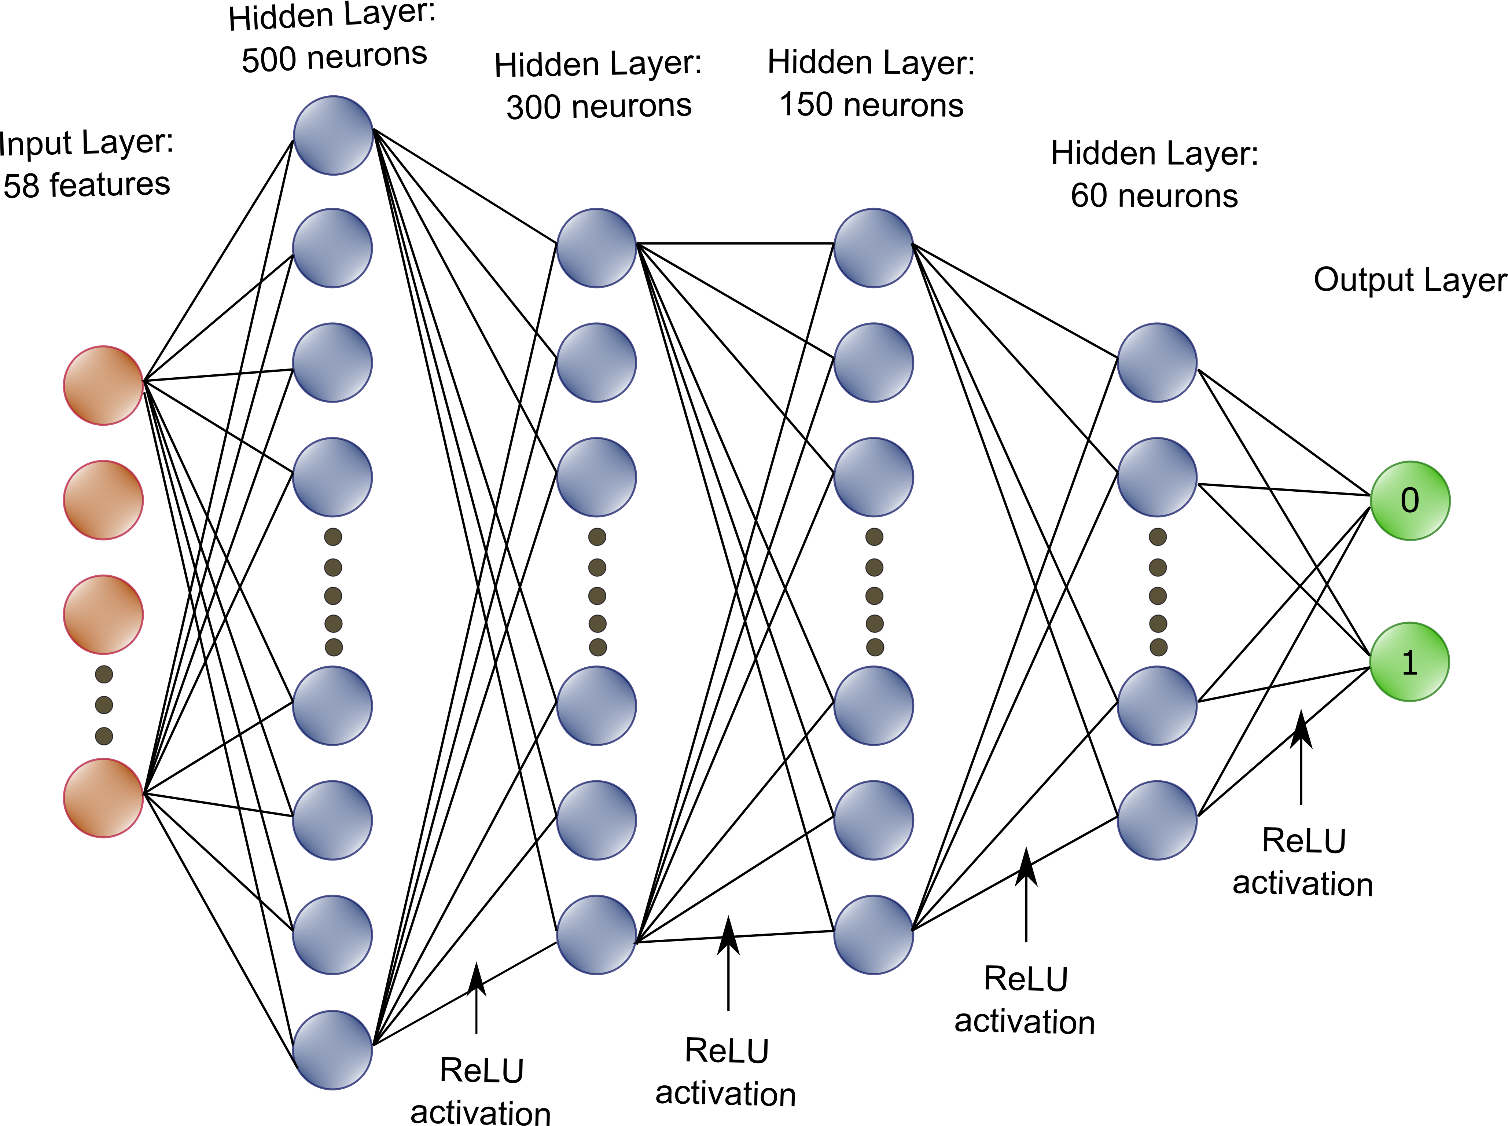 Hidden Layer:
500 neurons
Hidden Layer:
300 neurons
Hidden Layer:
150 neurons
Input Layer:
58 features
Hidden Layer:
60 neurons
Output Layer
0
1
ReLU
activation
ReLU
activation
ReLU
activation
ReLU
activation